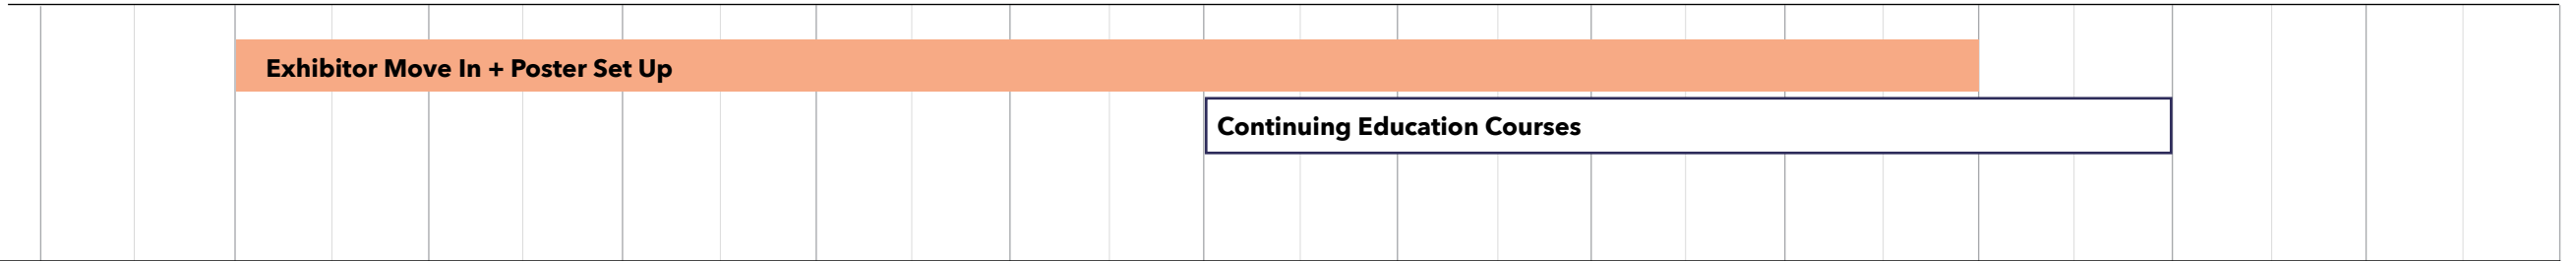 Exhibitor Move In + Poster Set Up
Continuing Education Courses